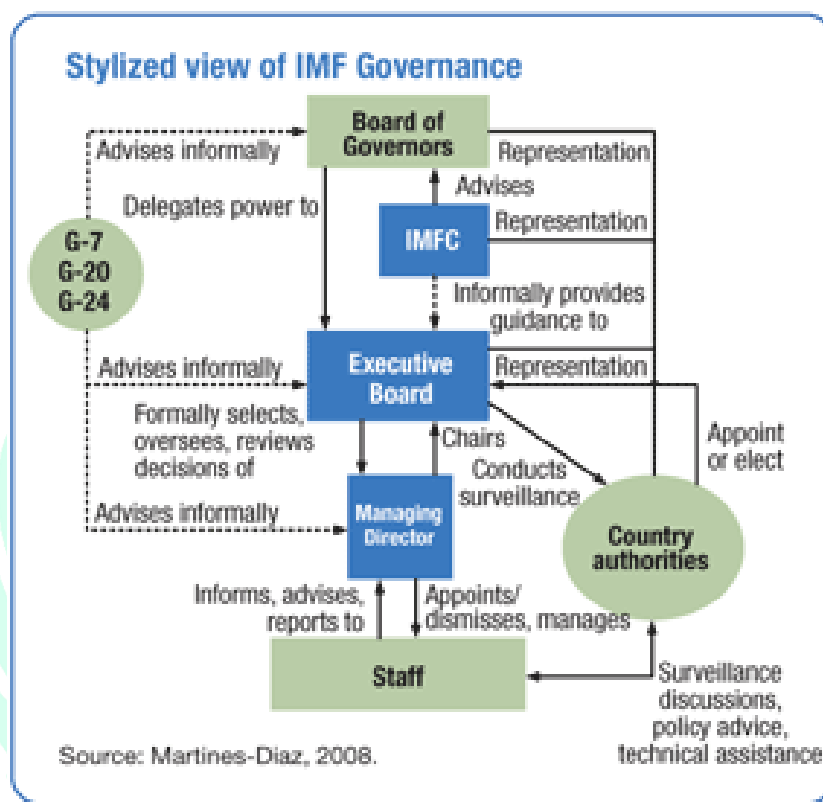 Stylized view of IMF Governance
Board of
Governors
Advises informally
Representation
Delegates power to
Advises
IMFC
Representation
G-7
G-20
G-24
Informally provides
guidance to
Advises informally
Executive
Board
Representation
Formally selects,
oversees, reviews
decisions of
Chairs
Conducts
surveillance
Appoint
or elect
Advises informally
Managing
Director
Country
authorities
Informs, advises,
reports to
Appoints/
dismisses, manages
Staff
Surveillance
discussions,
policy advice,
technical assistance
Source: Martines-Diaz, 2008.